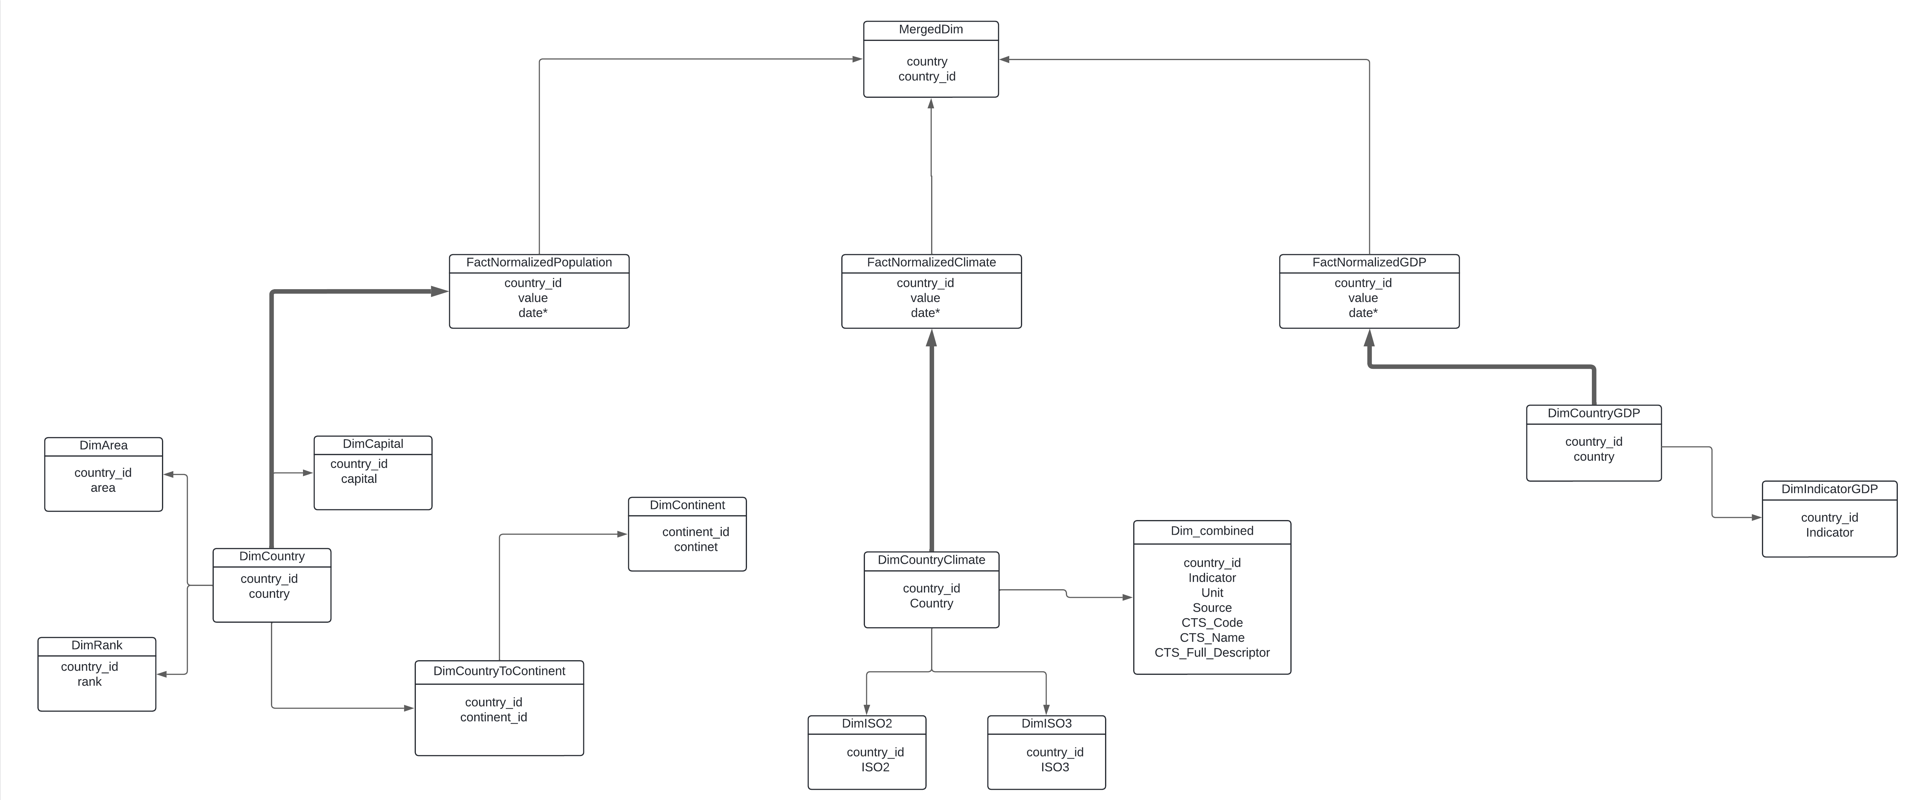 MergedDim
country
country_id
FactNormalizedPopulation
country_id
value
date*
FactNormalizedClimate
country_id
value
date*
FactNormalizedGDP
country_id
value
date*
DimCountryGDP
country_id
country
DimIndicatorGDP
country_id
Indicator
DimArea
country_id
area
DimCapital
country_id
capital
DimContinent
continent_id
continet
DimCountry
country_id
country
DimRank
country_id
rank
DimCountryToContinent
country_id
continent_id
DimCountryClimate
country_id
Country
Dim_combined
country_id
Indicator
Unit
Source
CTS_Code
CTS_Name
CTS_Full_Descriptor
DimISO2
country_id
ISO2
DimISO3
country_id
ISO3